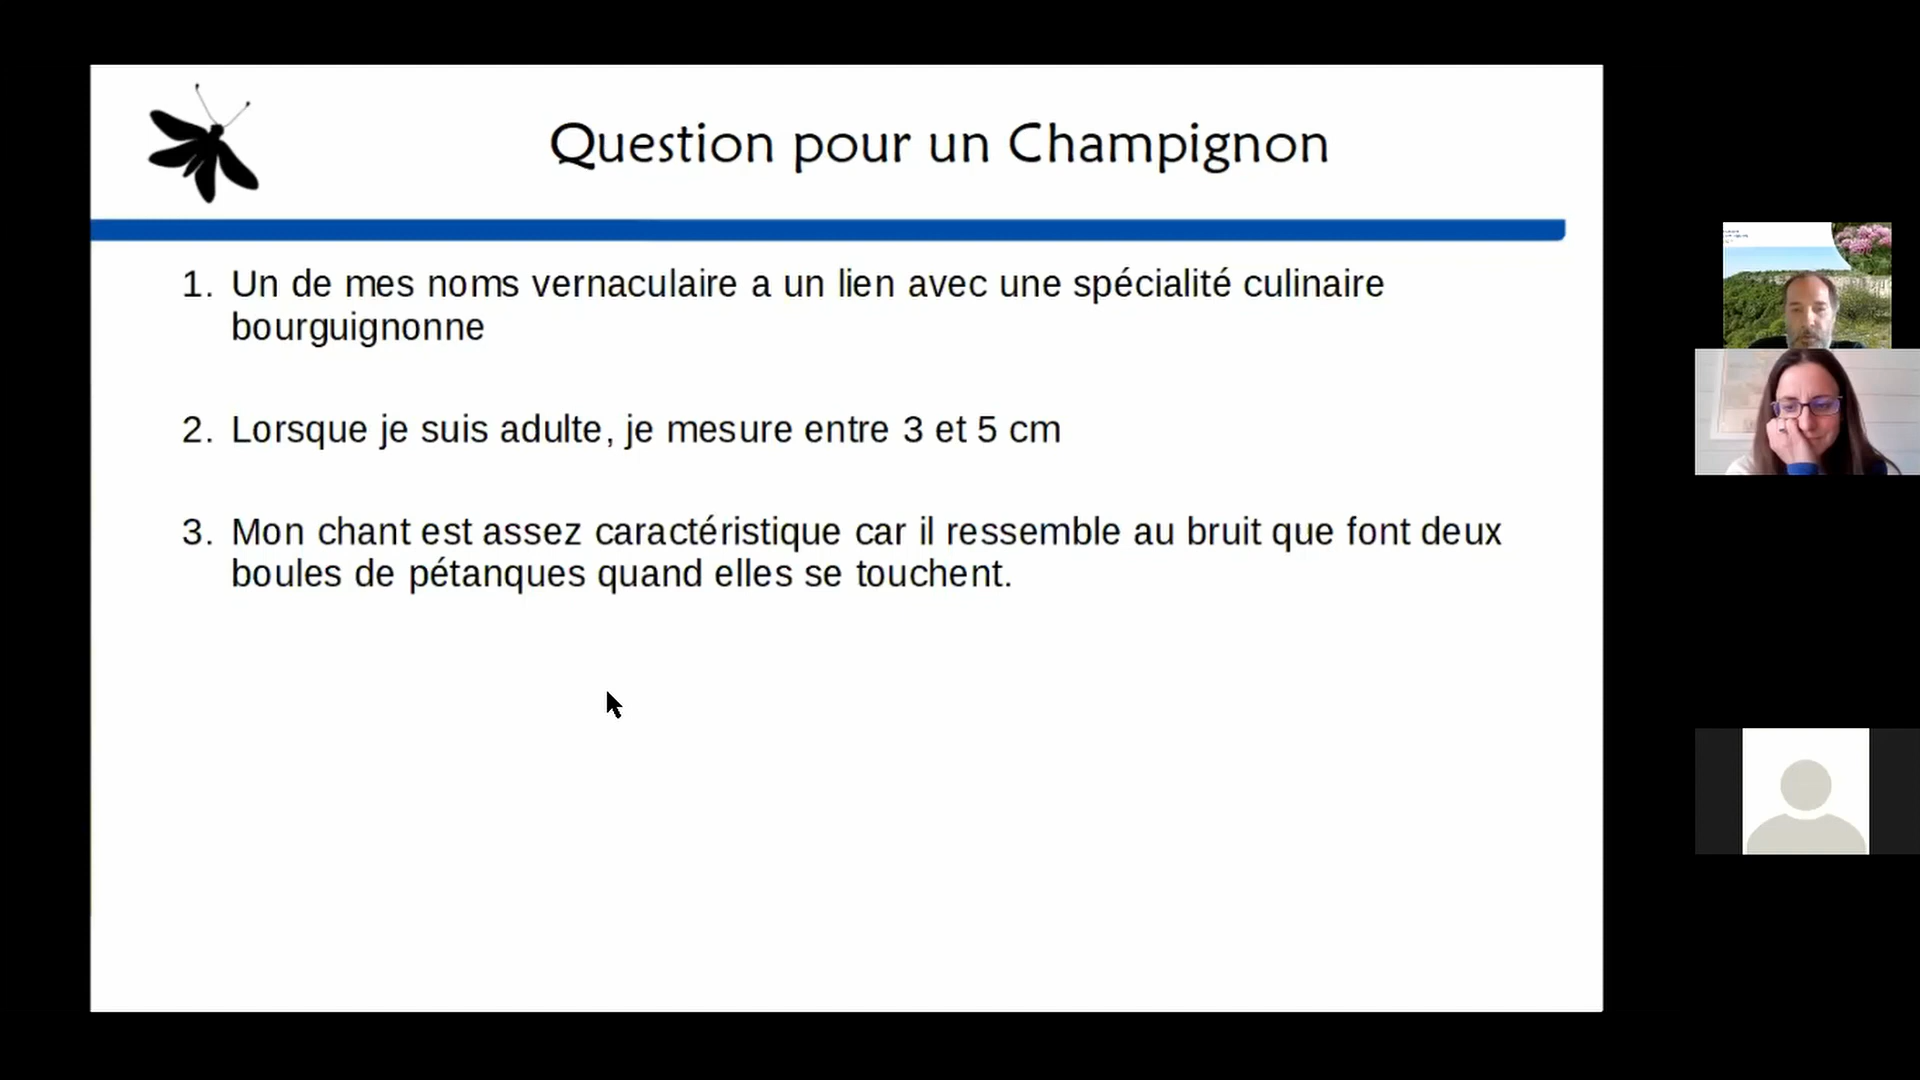 Question pour un Champignon
1. Un de mes noms vernaculaire a un lien avec une spécialité culinaire
bourguignonne
2. Lorsque je suis adulte, je mesure entre 3 et 5 cm
3. Mon chant est assez caractéristique car il ressemble au bruit que font deux
boules de pétanques quand elles se touchent.